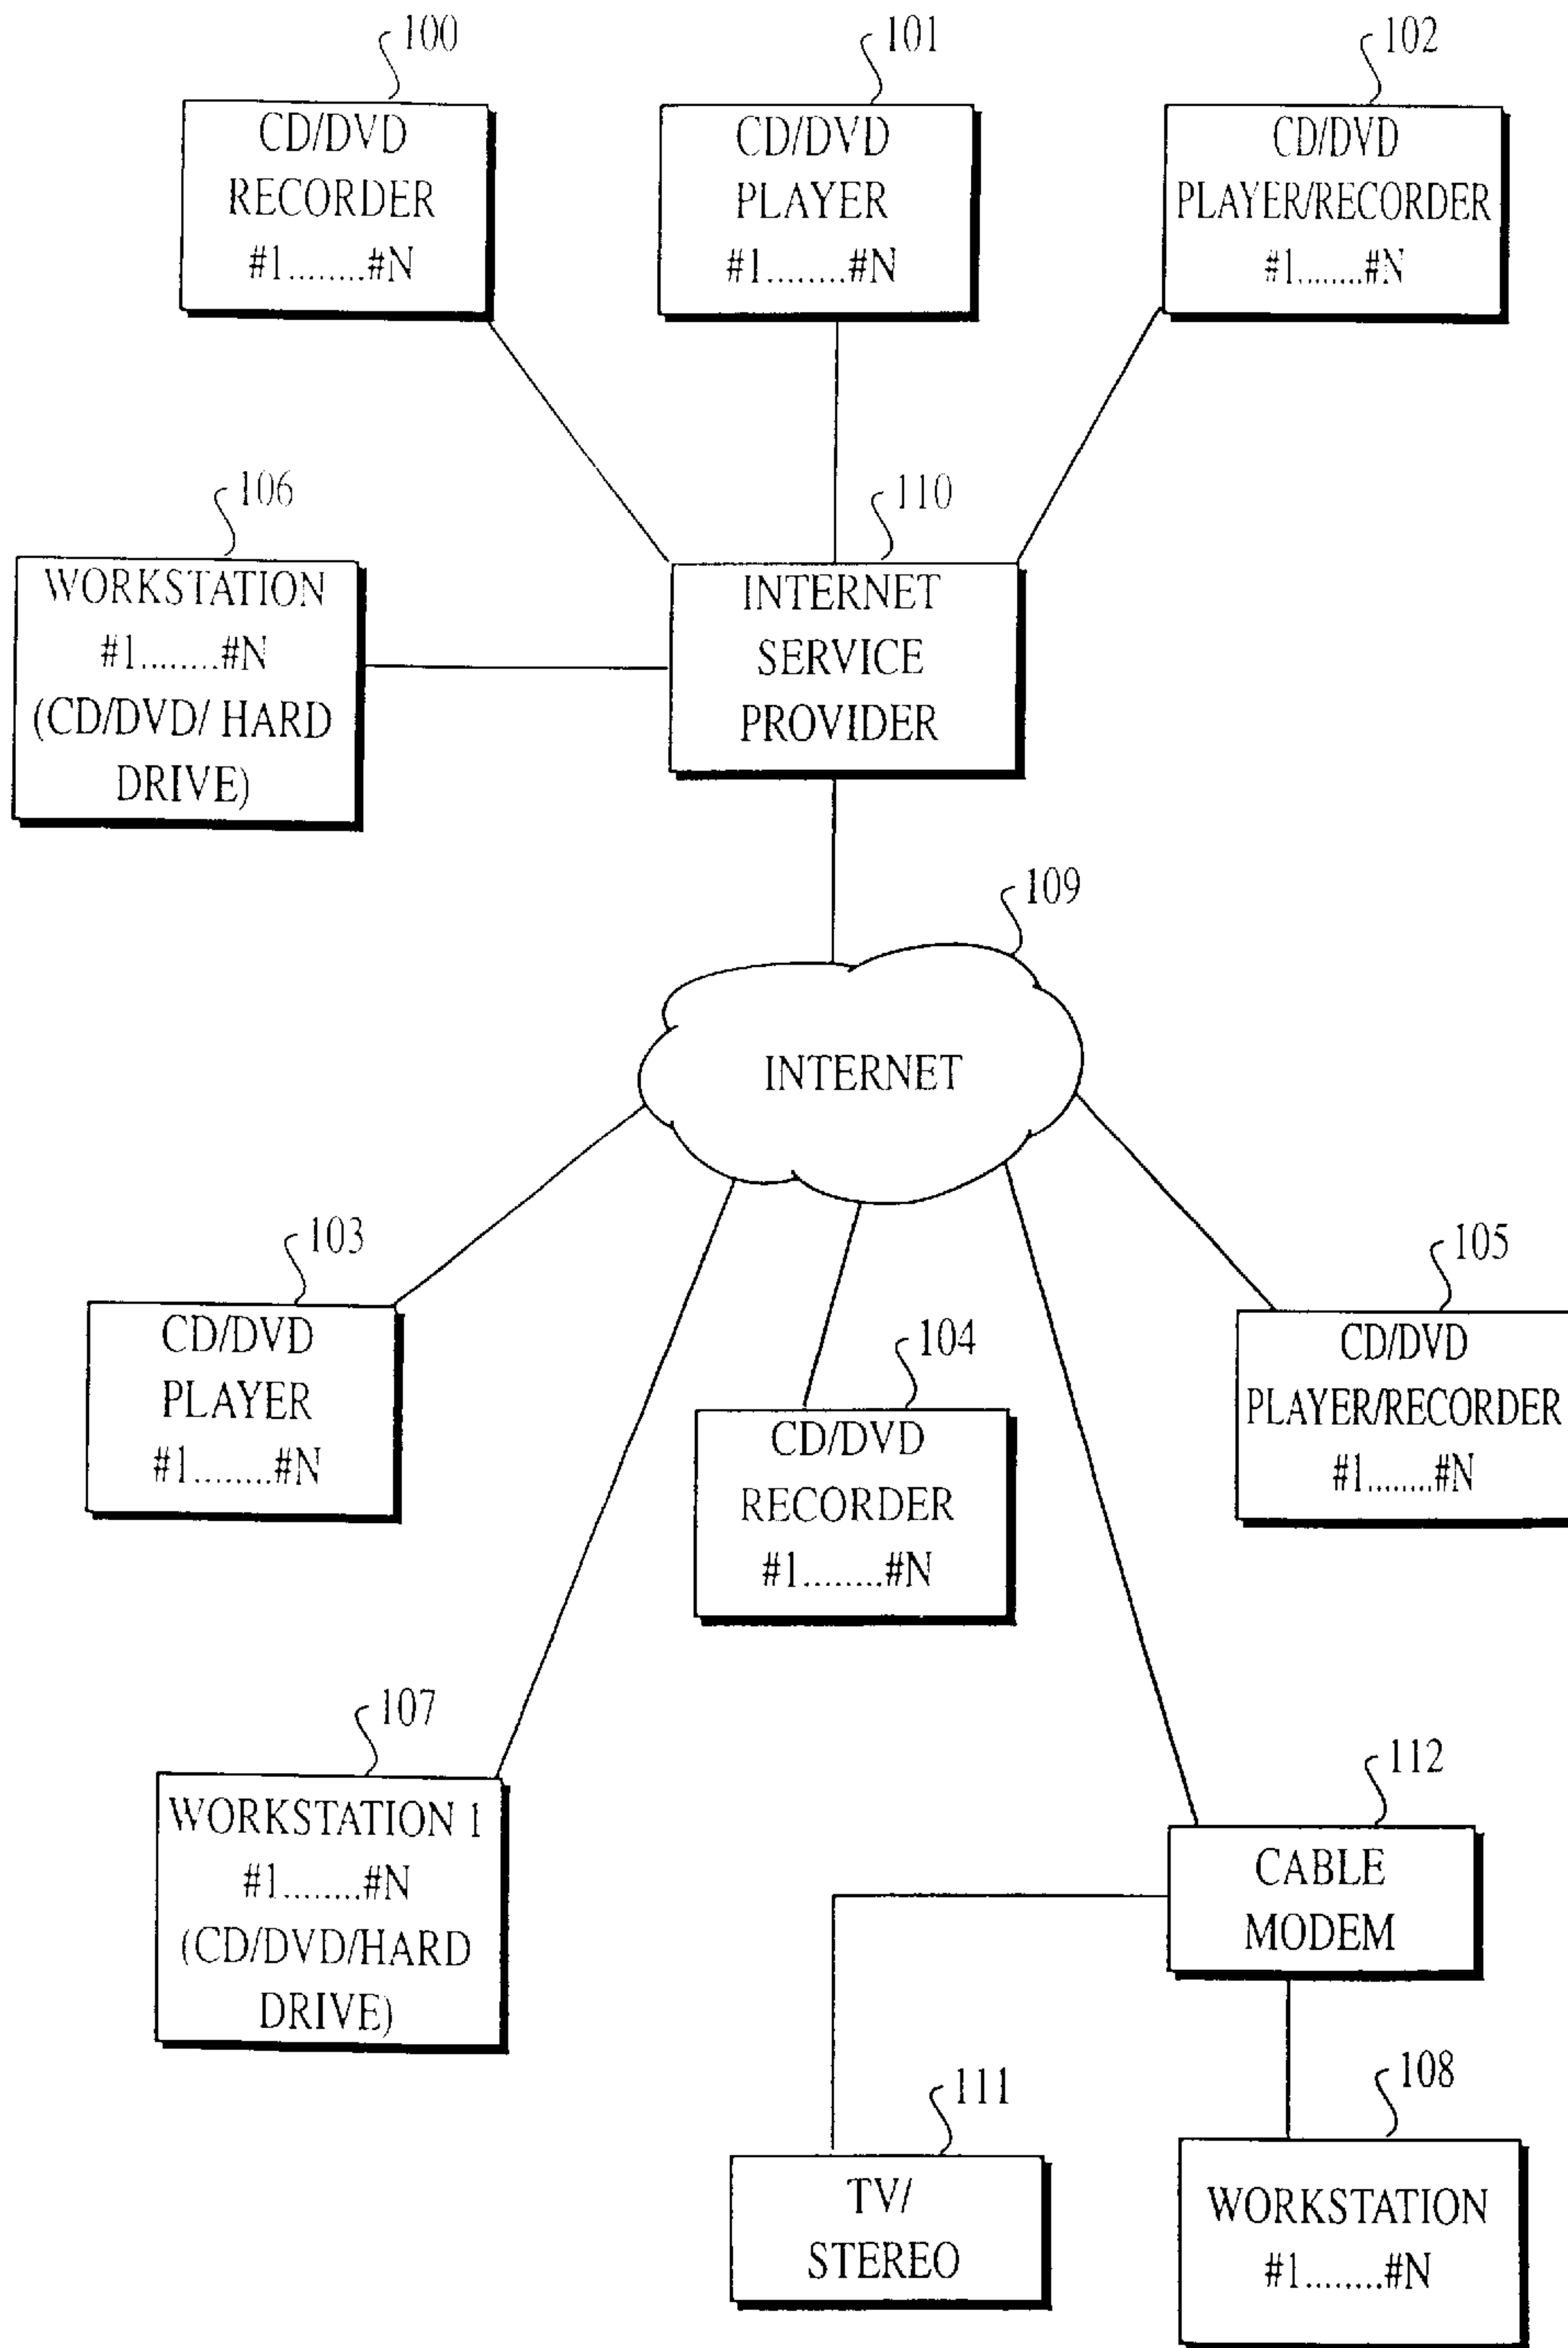 100
101
102
CD/DVD
RECORDER
#1........#N
CD/DVD
PLAYER
#1........#N
CD/DVD
PLAYER/RECORDER
#1........#N
106
110
WORKSTATION
#1........#N
(CD/DVD/ HARD
DRIVE)
INTERNET
SERVICE
PROVIDER
109
INTERNET
103
104
105
CD/DVD
PLAYER
#1........#N
CD/DVD
RECORDER
#1........#N
CD/DVD
PLAYER/RECORDER
#1........#N
107
112
WORKSTATION 1
#1........#N
(CD/DVD/HARD
DRIVE)
CABLE
MODEM
111
108
TV/
STEREO
WORKSTATION
#1........#N